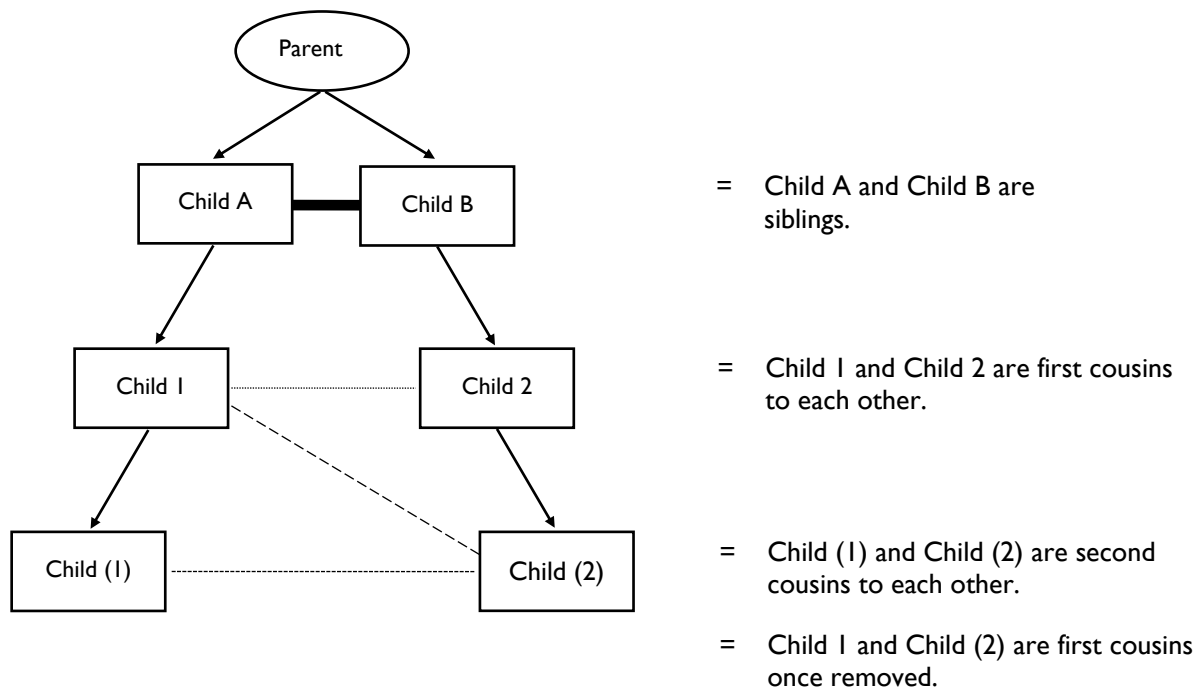 Parent
Child A
Child B
= Child A and Child B are
siblings.
Child 1
Child 2
= Child 1 and Child 2 are first cousins
to each other.
Child (1)
Child (2)
= Child (1) and Child (2) are second
cousins to each other.
= Child 1 and Child (2) are first cousins
once removed.